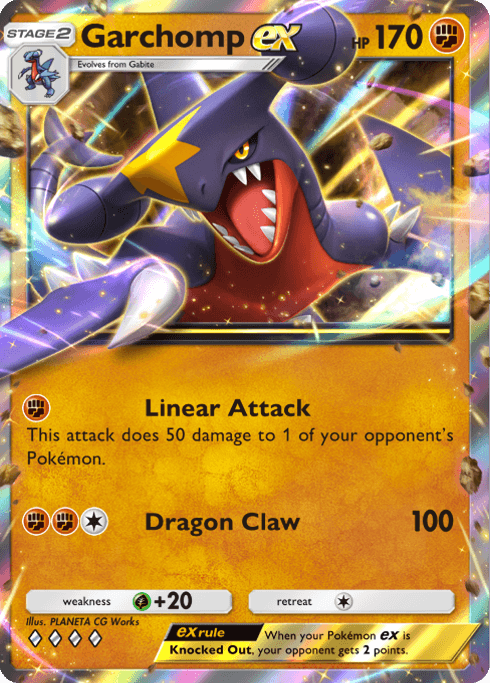 STAGE2 Garchomp ex HP 170
Evolves from Gabite
Linear Attack
This attack does 50 damage to 1 of your opponent's
Pokémon.
Dragon Claw 100
weakness +20 retreat
Illus. PLANETA CG Works
ex rule When your Pokémon ex is
Knocked Out, your opponent gets 2 points.